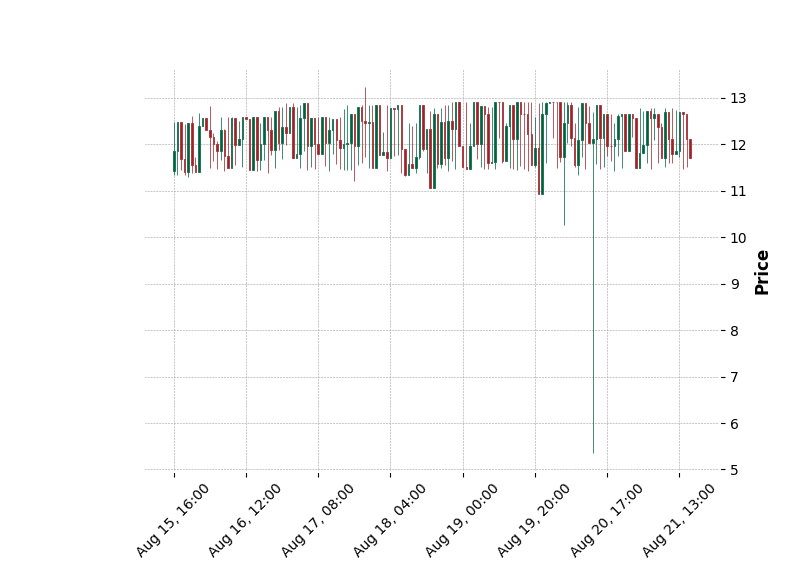 13
12
11
10
9
8
7
6
5
Price
Aug 15, 16:00
Aug 16, 12:00
Aug 17, 08:00
Aug 18, 04:00
Aug 19, 00:00
Aug 19, 20:00
Aug 20, 17:00
Aug 21, 13:00